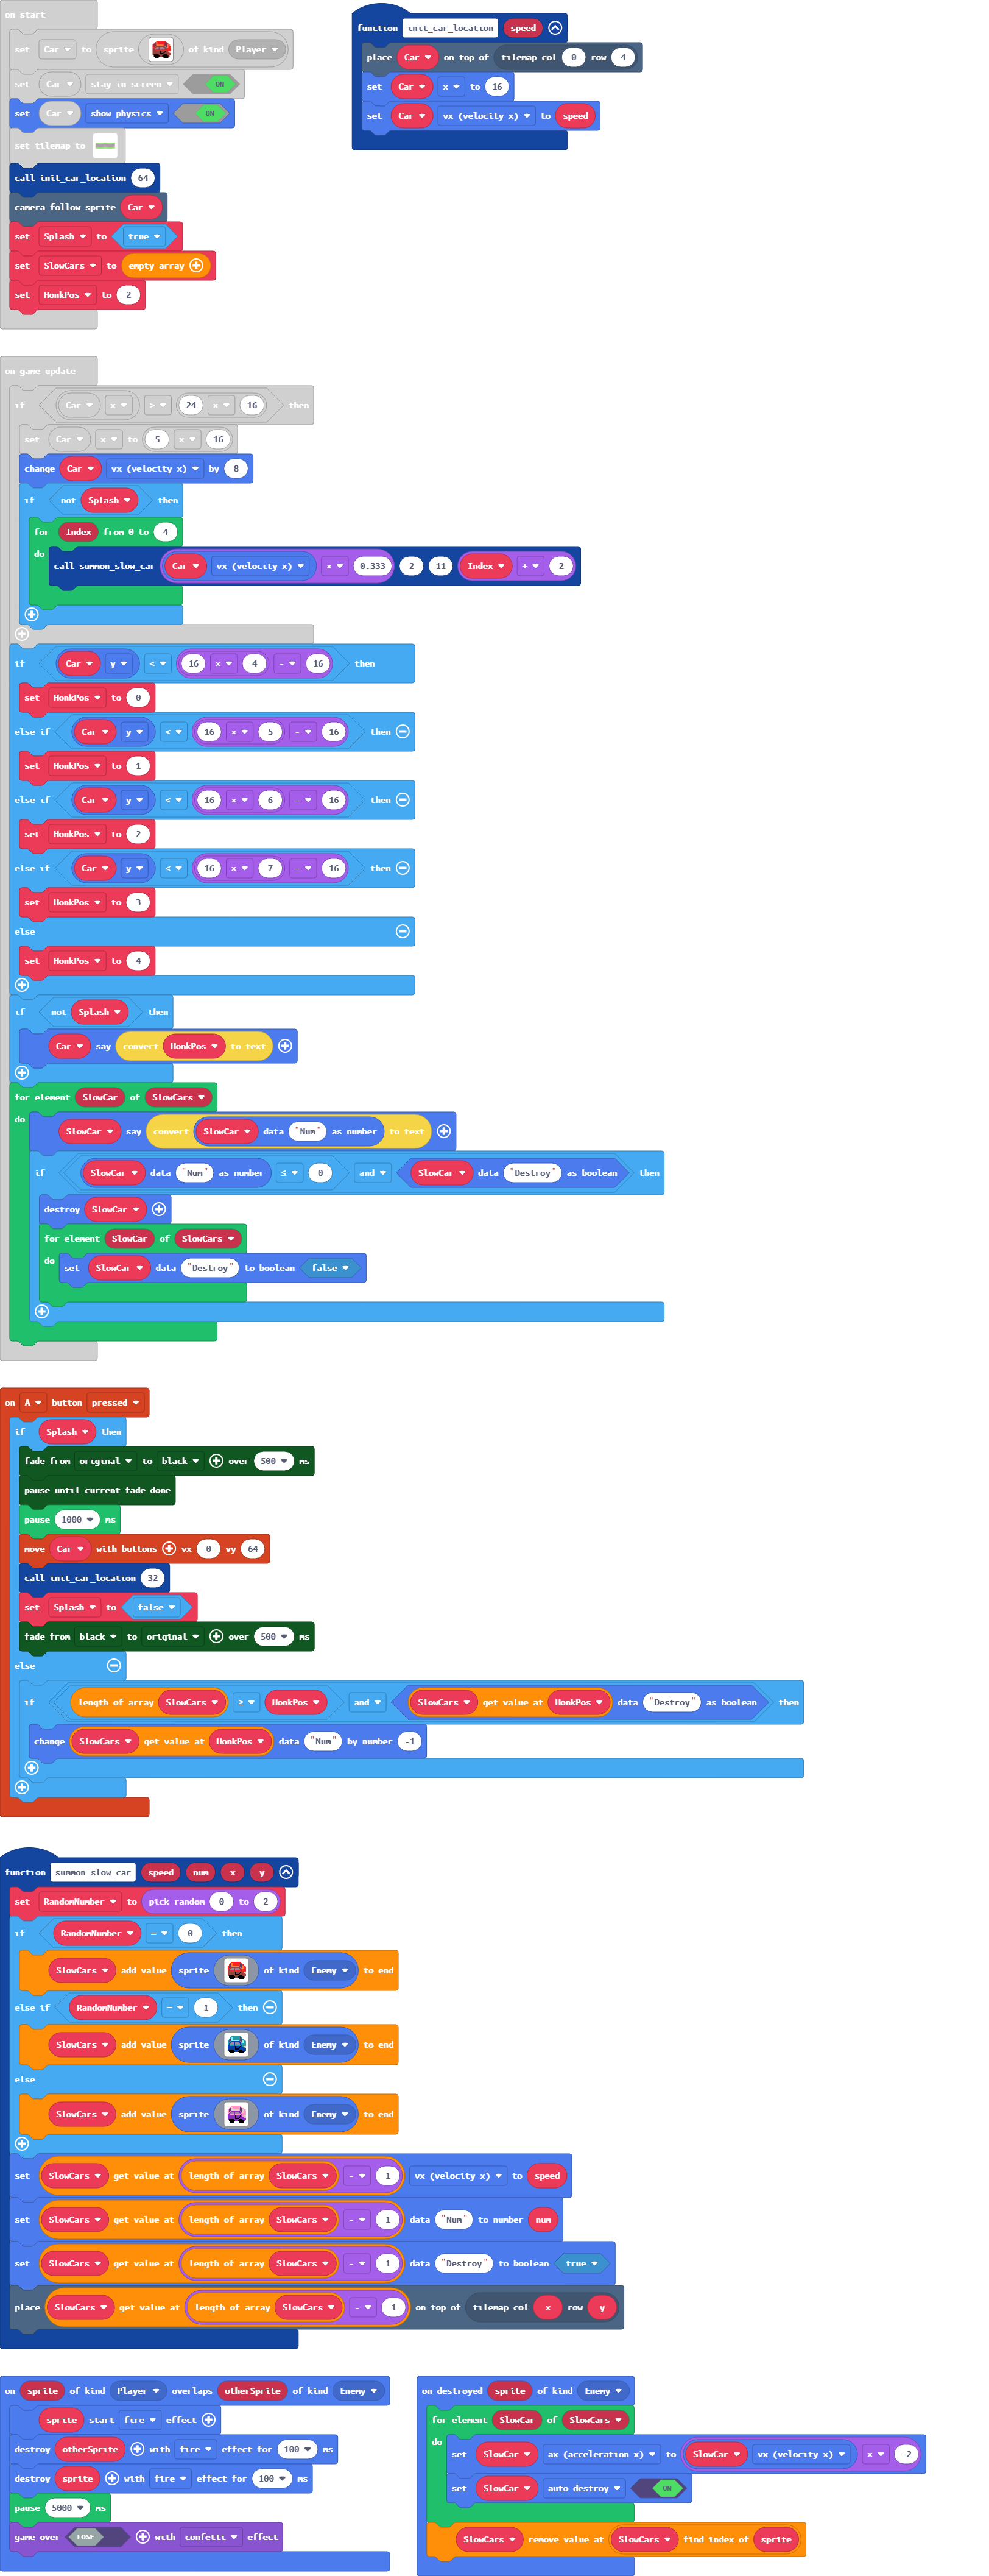 on start
set Car to sprite of kind Player
set Car stay in screen ON
set Car show physics ON
set tilemap to
call init_car_location 64
camera follow sprite Car
set Splash to true
set SlowCars to empty array
set HonkPos to 2
function init_car_location speed
place Car on top of tilemap col 0 row 4
set Car x to 16
set Car vx (velocity x) to speed
on game update
if Car x > 24 x 16 then
set Car x to 5 x 16
change Car vx (velocity x) by 8
if not Splash then
for Index from 0 to 4
do
call summon_slow_car Car vx (velocity x) x 0.333 2 11 Index + 2
if Car y < 16 x 4 - 16 then
set HonkPos to 0
else if Car y < 16 x 5 - 16 then
set HonkPos to 1
else if Car y < 16 x 6 - 16 then
set HonkPos to 2
else if Car y < 16 x 7 - 16 then
set HonkPos to 3
else
set HonkPos to 4
if not Splash then
Car say convert HonkPos to text
for element SlowCar of SlowCars
do
SlowCar say convert SlowCar data "Num" as number to text
if SlowCar data "Num" as number ≤ 0 and SlowCar data "Destroy" as boolean then
destroy SlowCar
for element SlowCar of SlowCars
do set SlowCar data "Destroy" to boolean false
on A button pressed
if Splash then
fade from original to black over 500 ms
pause until current fade done
pause 1000 ms
move Car with buttons vx 0 vy 64
call init_car_location 32
set Splash to false
fade from black to original over 500 ms
else
if length of array SlowCars ≥ HonkPos and SlowCars get value at HonkPos data "Destroy" as boolean then
change SlowCars get value at HonkPos data "Num" by number -1
function summon_slow_car speed num x y
set RandomNumber to pick random 0 to 2
if RandomNumber = 0 then
SlowCars add value sprite of kind Enemy to end
else if RandomNumber = 1 then
SlowCars add value sprite of kind Enemy to end
else
SlowCars add value sprite of kind Enemy to end
set SlowCars get value at length of array SlowCars - 1 vx (velocity x) to speed
set SlowCars get value at length of array SlowCars - 1 data "Num" to number num
set SlowCars get value at length of array SlowCars - 1 data "Destroy" to boolean true
place SlowCars get value at length of array SlowCars - 1 on top of tilemap col x row y
on sprite of kind Player overlaps otherSprite of kind Enemy
sprite start fire effect
destroy otherSprite with fire effect for 100 ms
destroy sprite with fire effect for 100 ms
pause 5000 ms
game over LOSE with confetti effect
on destroyed sprite of kind Enemy
for element SlowCar of SlowCars
do set SlowCar ax (acceleration x) to SlowCar vx (velocity x) x -2
set SlowCar auto destroy ON
SlowCars remove value at SlowCars find index of sprite